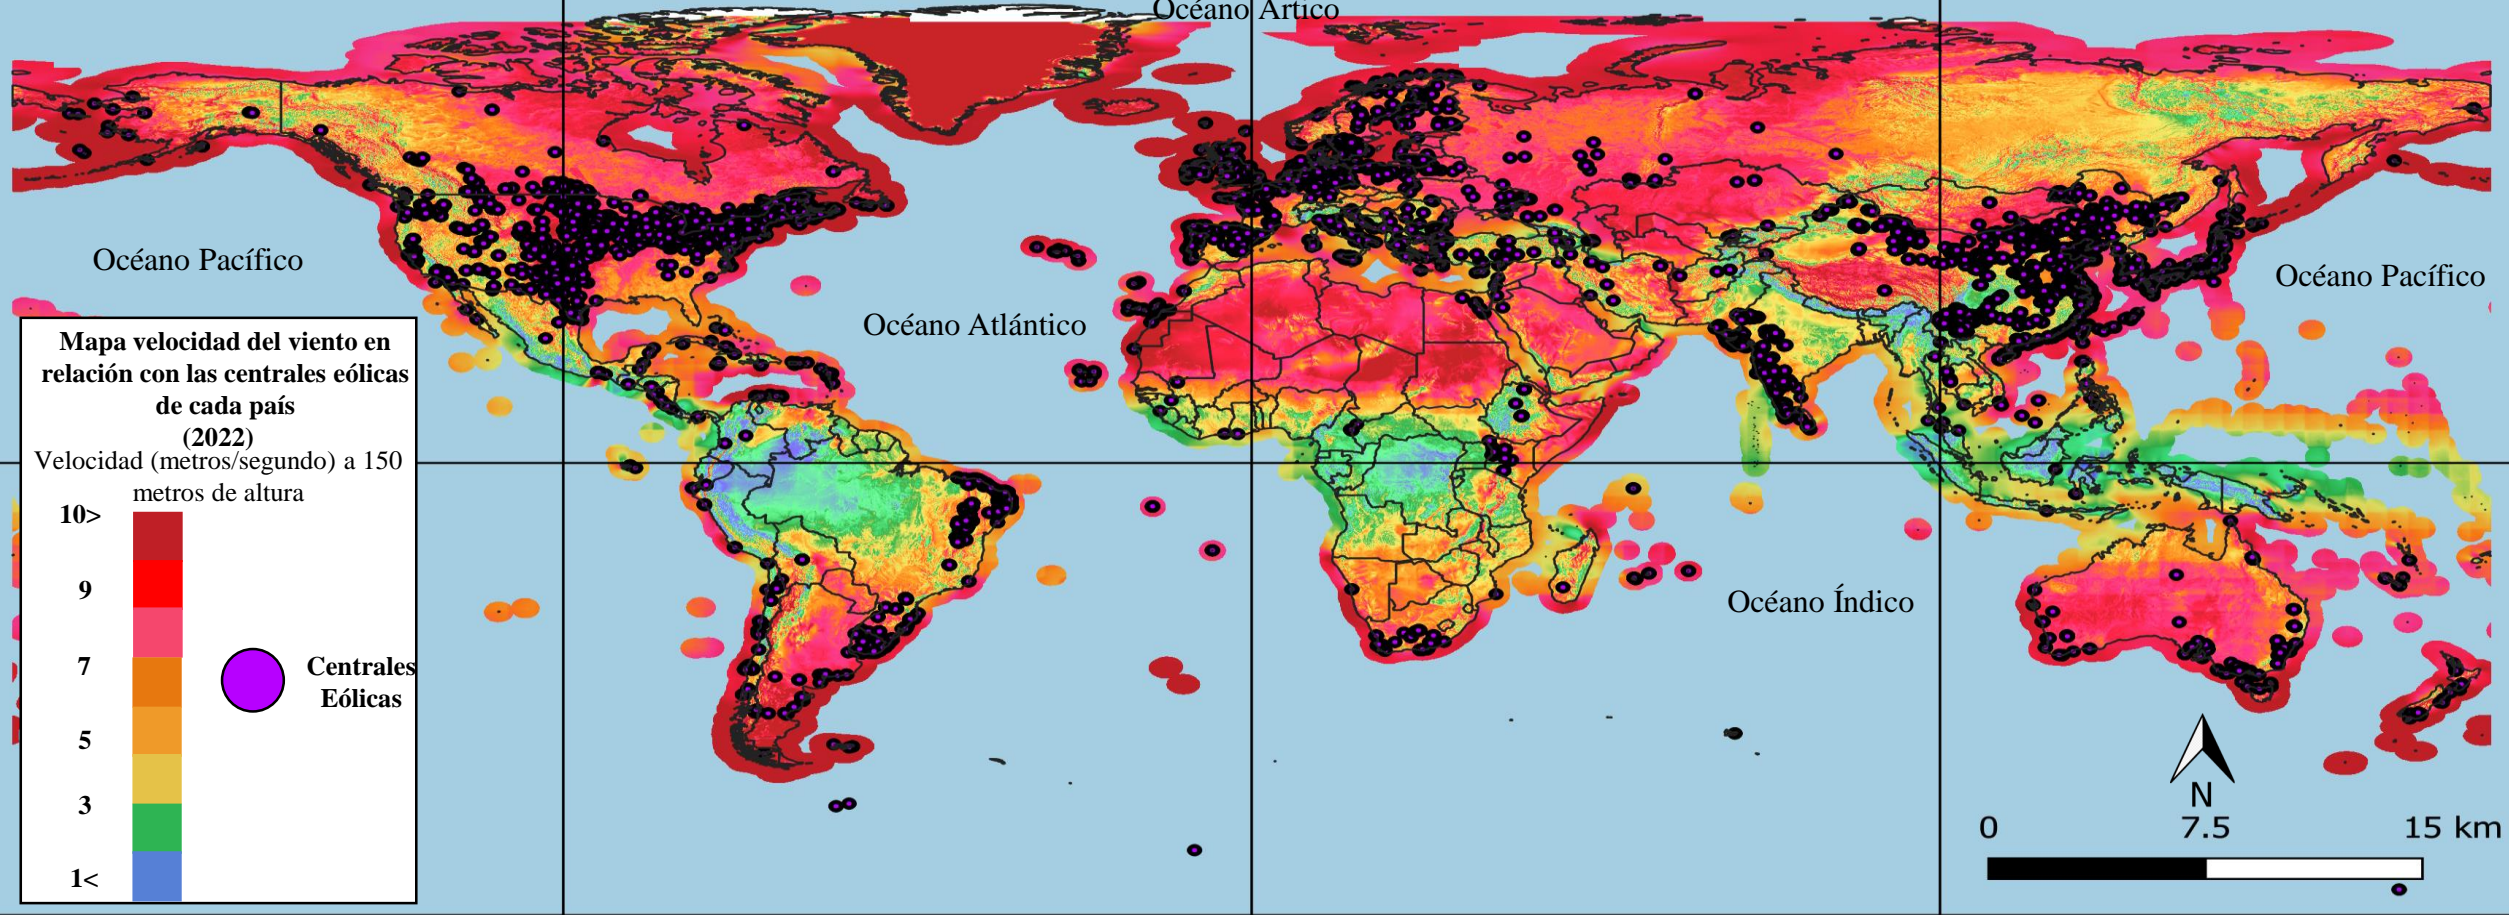 Océano Ártico
Océano Pacífico
Océano Atlántico
Océano Pacífico
Océano Índico
Mapa velocidad del viento en
relación con las centrales eólicas
de cada país
(2022)
Velocidad (metros/segundo) a 150
metros de altura
10>
9
7
5
3
1<
Centrales
Eólicas
N
0 7.5 15 km